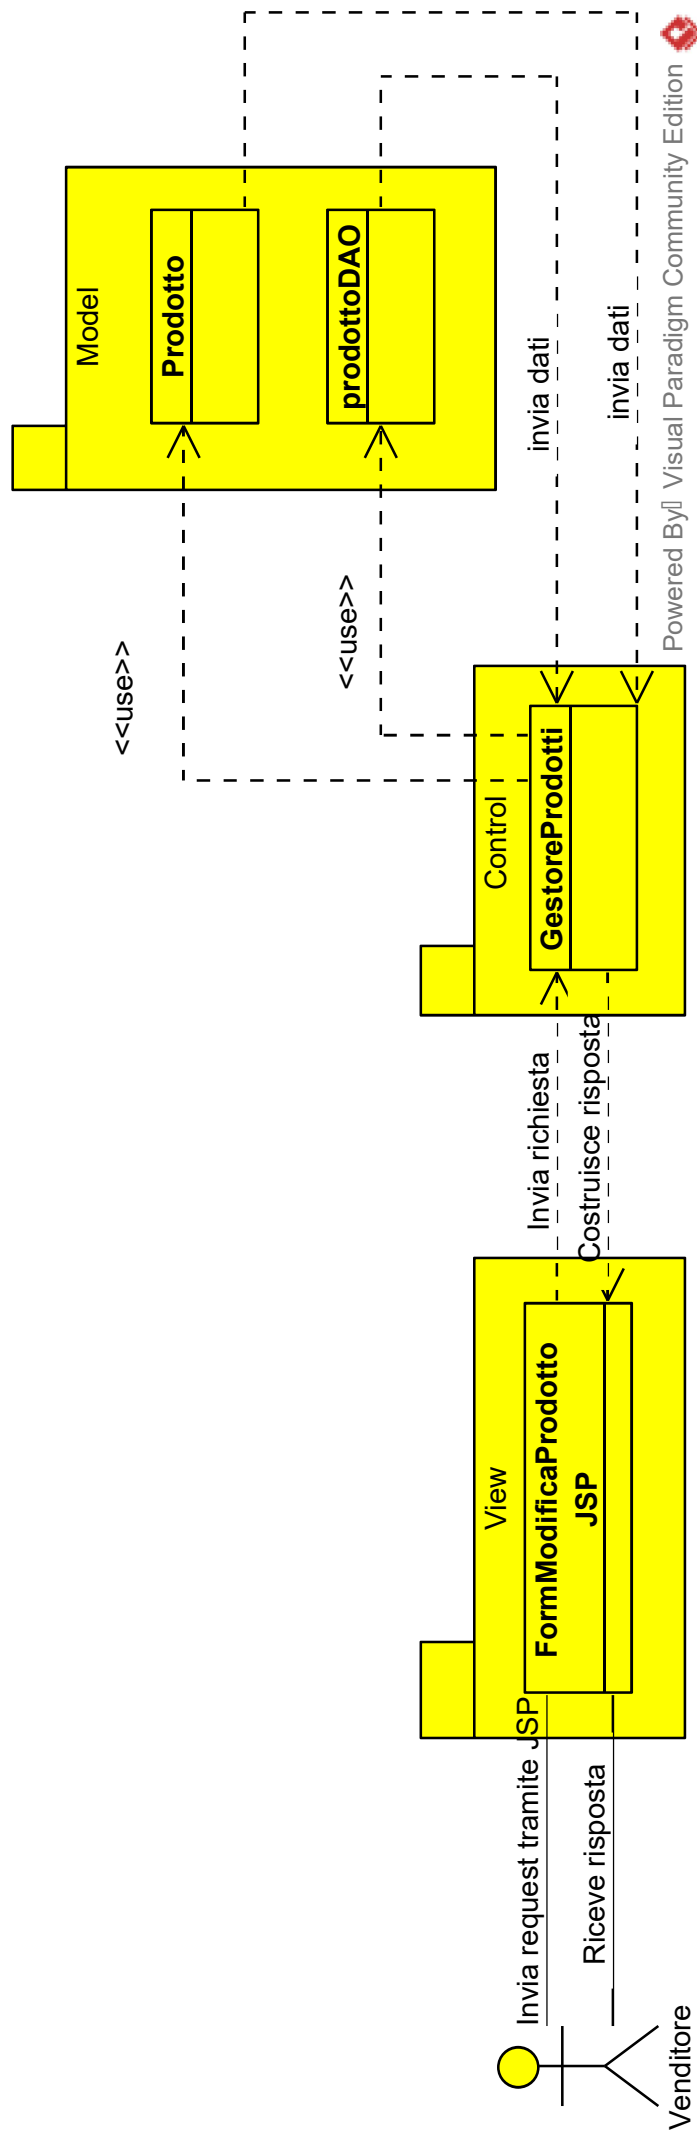 Venditore
Invia request tramite JSP
Riceve risposta
View
FormModificaProdotto
JSP
Invia richiesta
Costruisce risposta
Control
GestoreProdotti
<<use>>
<<use>>
Model
Prodotto
prodottoDAO
invia dati
invia dati
Powered By Visual Paradigm Community Edition